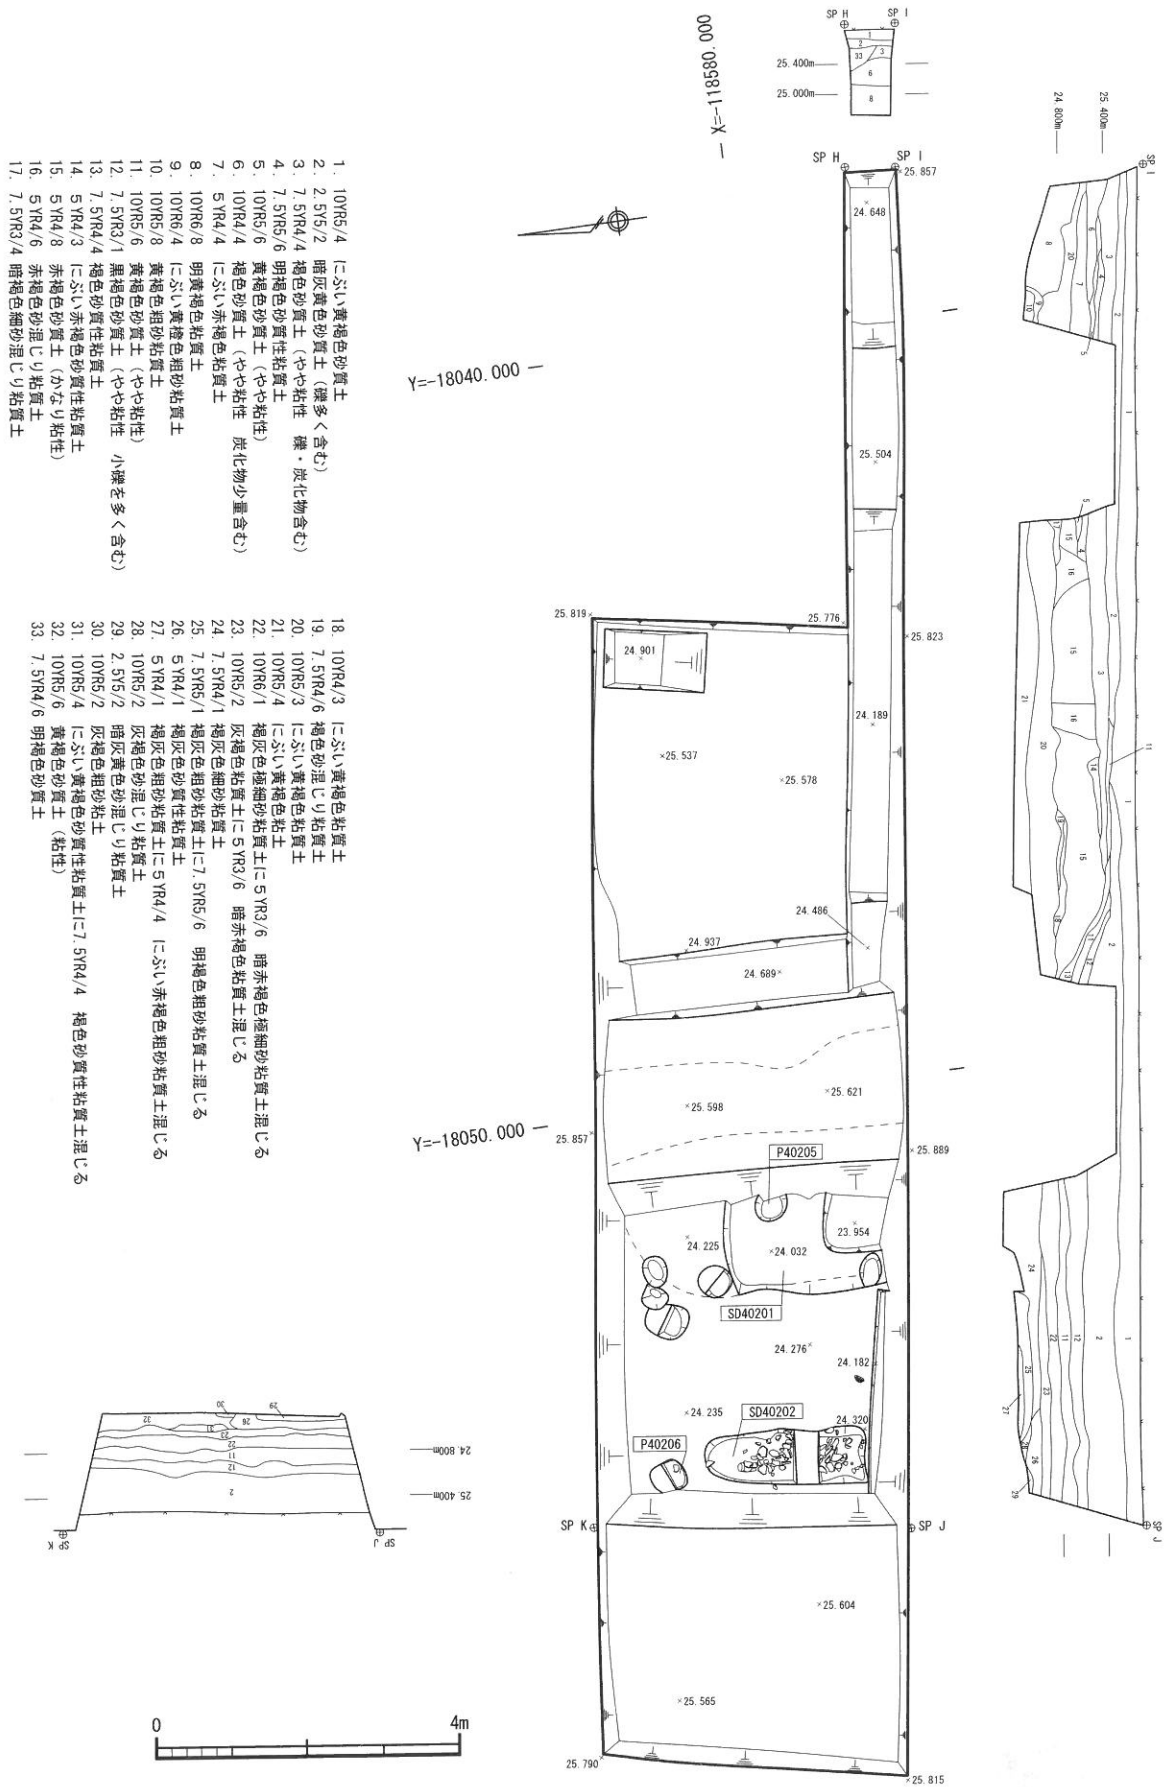 SP H
SP I
1
2
33
3
6
8
25.400m
25.000m
X=-118580.000
SP H
SP I
25.857
24.648
25.504
Y=-18040.000
25.819
25.776
25.823
24.901
24.189
25.537
25.578
24.486
24.937
24.689
25.621
25.598
Y=-18050.000
25.857
25.889
P40205
23.954
24.225
24.032
SD40201
24.276
24.182
24.235
SD40202
24.320
P40206
SP K
SP J
25.604
25.565
25.790
25.815
0
4m
SP I
25.400m
24.800m
SP J
SP K
SP J
24.800m
25.400m
1. 10YR5/4 にぶい黄褐色砂質土
2. 2.5Y5/2 暗灰黄色砂質土（礫多く含む）
3. 7.5YR4/4 褐色砂質土（やや粘性 礫・炭化物含む）
4. 7.5YR5/6 明褐色砂質性粘質土
5. 10YR5/6 黄褐色砂質土（やや粘性）
6. 10YR4/4 褐色砂質土（やや粘性 炭化物少量含む）
7. 5YR4/4 にぶい赤褐色粘質土
8. 10YR6/8 明黄褐色粘質土
9. 10YR6/4 にぶい黄橙色粗砂粘質土
10. 10YR5/8 黄褐色粗砂粘質土
11. 10YR5/6 黄褐色砂質土（やや粘性）
12. 7.5YR3/1 黒褐色砂質土（やや粘性 小礫を多く含む）
13. 7.5YR4/4 褐色砂質性粘質土
14. 5YR4/3 にぶい赤褐色砂質性粘質土
15. 5YR4/8 赤褐色砂質土（かなり粘性）
16. 5YR4/6 赤褐色砂混じり粘質土
17. 7.5YR3/4 暗褐色細砂混じり粘質土
18. 10YR4/3 にぶい黄褐色粘質土
19. 7.5YR4/6 褐色砂混じり粘質土
20. 10YR5/3 にぶい黄褐色粘質土
21. 10YR5/4 にぶい黄褐色粘土
22. 10YR6/1 褐灰色極細砂粘質土に5YR3/6 暗赤褐色極細砂粘質土混じる
23. 10YR5/2 灰褐色粘質土に5YR3/6 暗赤褐色粘質土混じる
24. 7.5YR4/1 褐灰色細砂粘質土
25. 7.5YR5/1 褐灰色粗砂粘質土に7.5YR5/6 明褐色粗砂粘質土混じる
26. 5YR4/1 褐灰色砂質性粘質土
27. 5YR4/1 褐灰色粗砂粘質土に5YR4/4 にぶい赤褐色粗砂粘質土混じる
28. 10YR5/2 灰褐色砂混じり粘質土
29. 2.5Y5/2 暗灰黄色砂混じり粘質土
30. 10YR5/2 灰褐色粗砂粘土
31. 10YR5/4 にぶい黄褐色砂質性粘質土に7.5YR4/4 褐色砂質性粘質土混じる
32. 10YR5/6 黄褐色砂質土（粘性）
33. 7.5YR4/6 明褐色砂質土